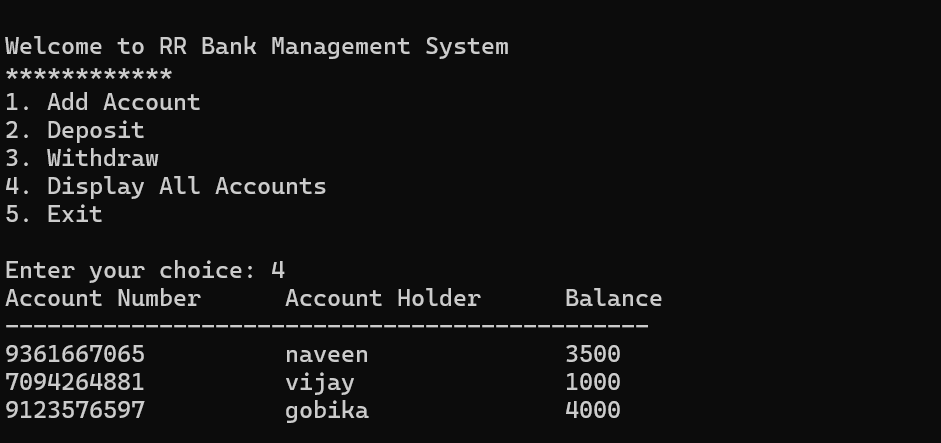 Welcome to RR Bank Management System
************
1. Add Account
2. Deposit
3. Withdraw
4. Display All Accounts
5. Exit
Enter your choice: 4
Account Number      Account Holder      Balance
----------------------------------------------
9361667065          naveen              3500
7094264881          vijay               1000
9123576597          gobika              4000